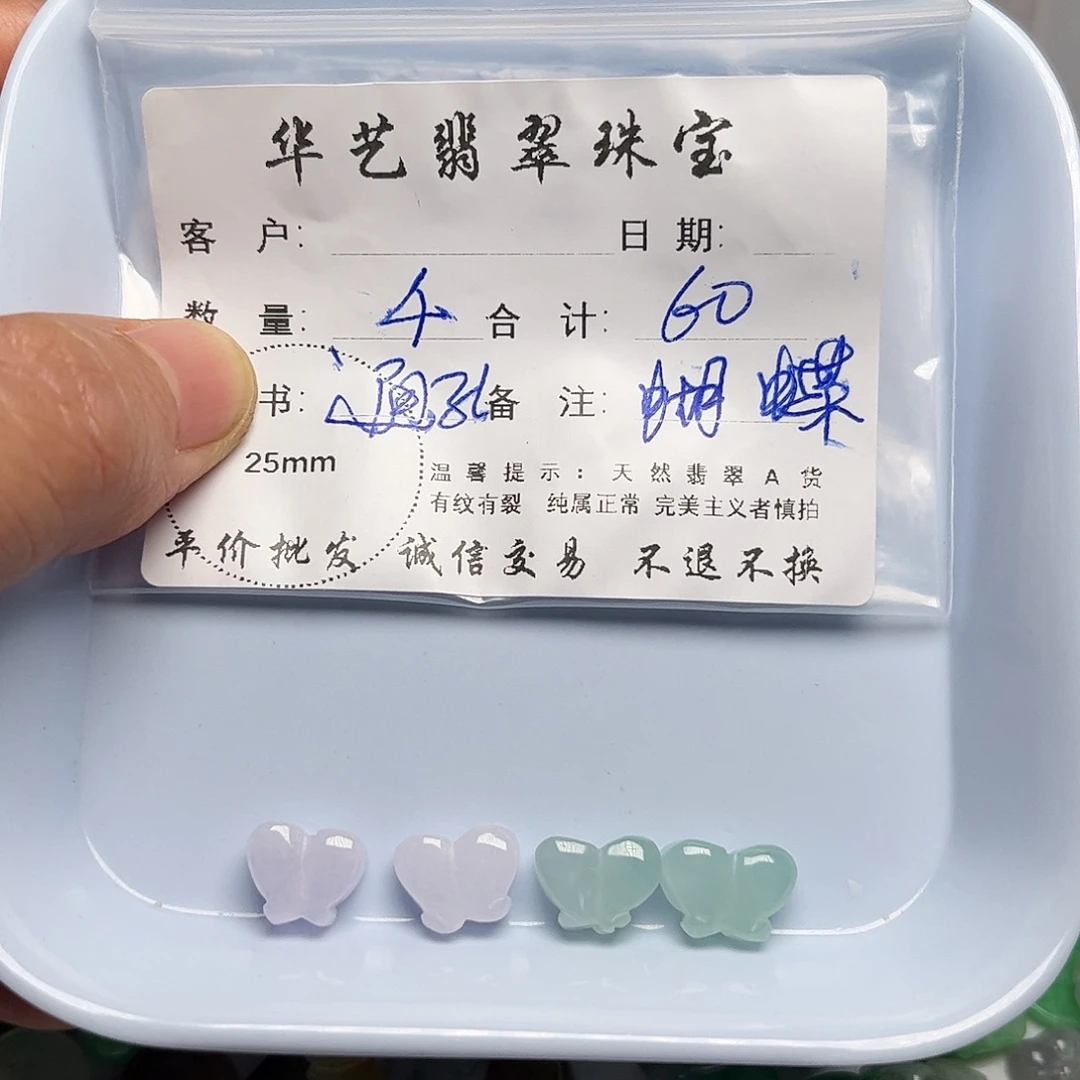 华艺翡翠珠宝
客 户: 日 期:
数 量: 4 合 计: 60
书: 通孔 备 注: 蝴蝶
25mm
温馨提示: 天然翡翠A货
有纹有裂 纯属正常 完美主义者慎拍
平价批发 诚信交易 不退不换